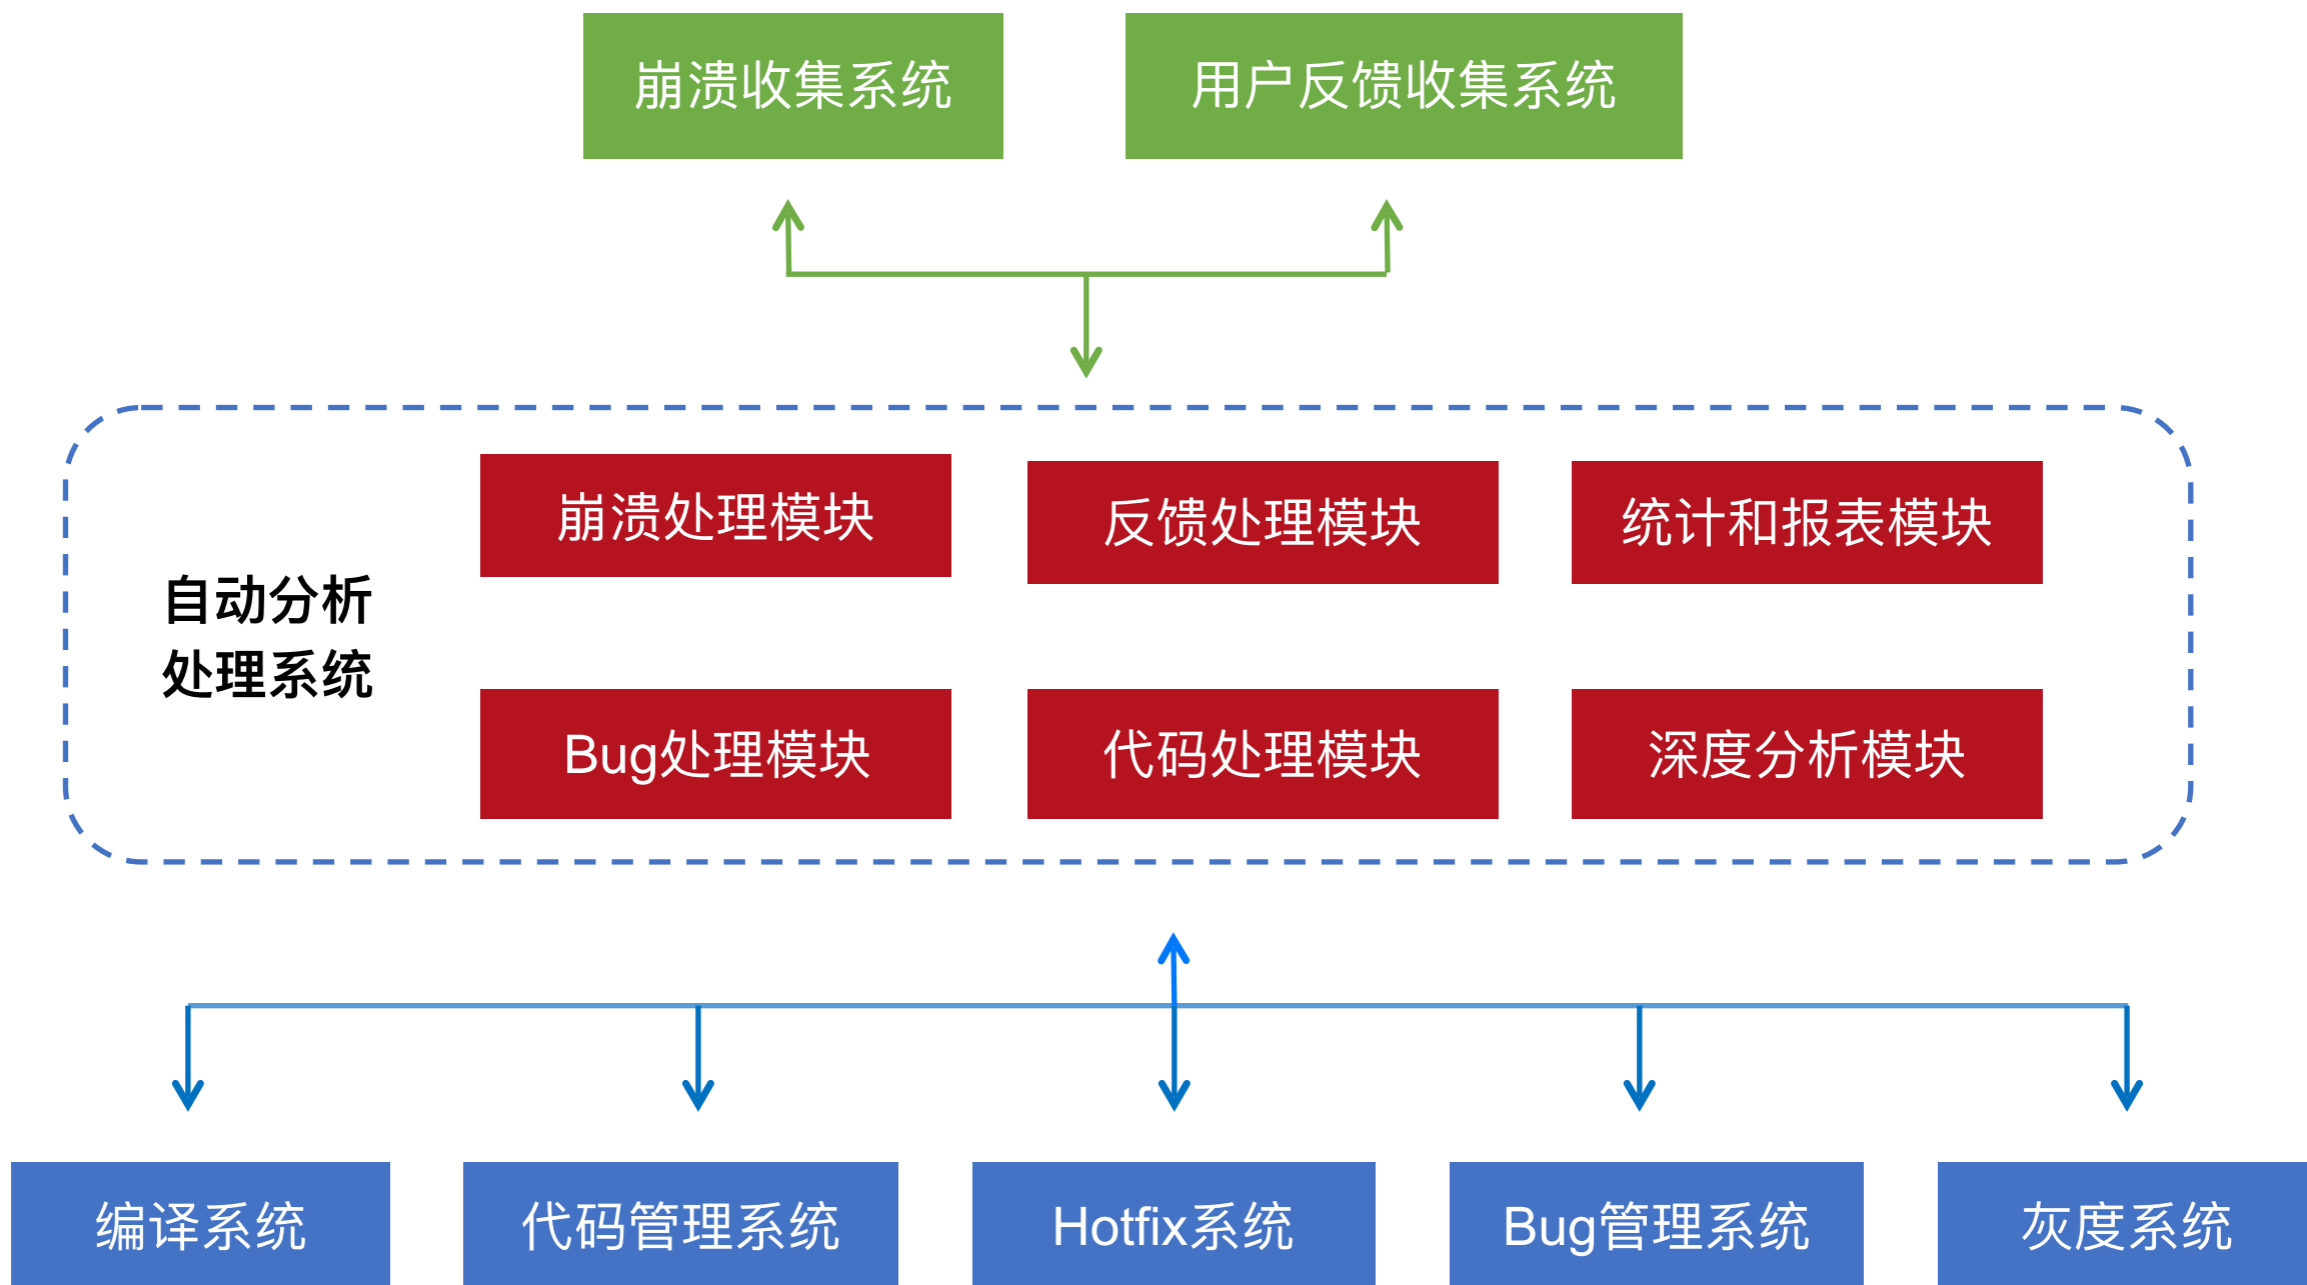 崩溃收集系统
用户反馈收集系统
崩溃处理模块
反馈处理模块
统计和报表模块
自动分析
处理系统
Bug处理模块
代码处理模块
深度分析模块
编译系统
代码管理系统
Hotfix系统
Bug管理系统
灰度系统